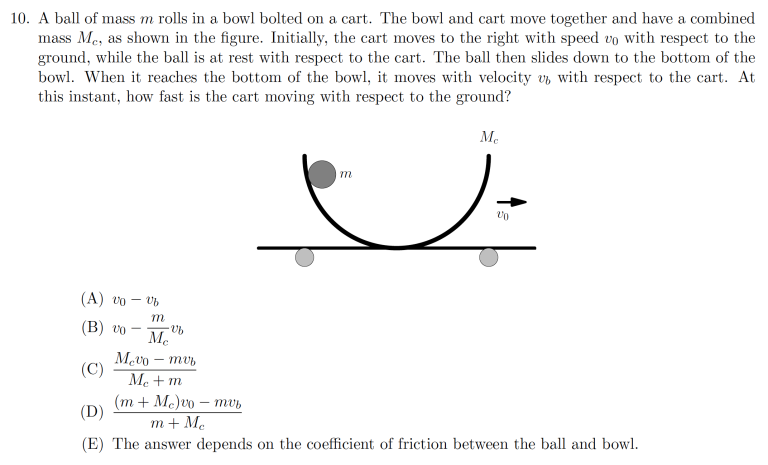 10. A ball of mass m rolls in a bowl bolted on a cart. The bowl and cart move together and have a combined
mass M_c, as shown in the figure. Initially, the cart moves to the right with speed v_0 with respect to the
ground, while the ball is at rest with respect to the cart. The ball then slides down to the bottom of the
bowl. When it reaches the bottom of the bowl, it moves with velocity v_b with respect to the cart. At
this instant, how fast is the cart moving with respect to the ground?
M_c
m
v_0
(A) v_0 − v_b
(B) v_0 − \frac{m}{M_c} v_b
(C) \frac{M_c v_0 − m v_b}{M_c + m}
(D) \frac{(m + M_c)v_0 − m v_b}{m + M_c}
(E) The answer depends on the coefficient of friction between the ball and bowl.